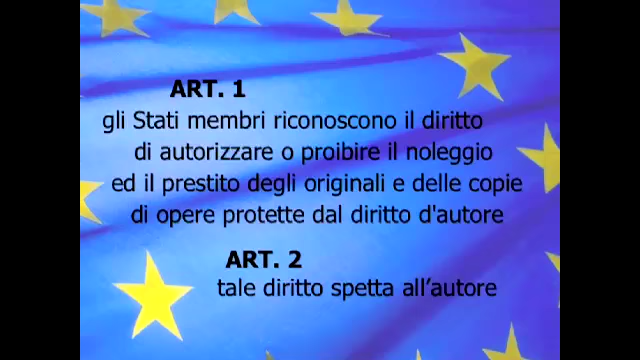 ART. 1
gli Stati membri riconoscono il diritto
di autorizzare o proibire il noleggio
ed il prestito degli originali e delle copie
di opere protette dal diritto d'autore
ART. 2
tale diritto spetta all’autore